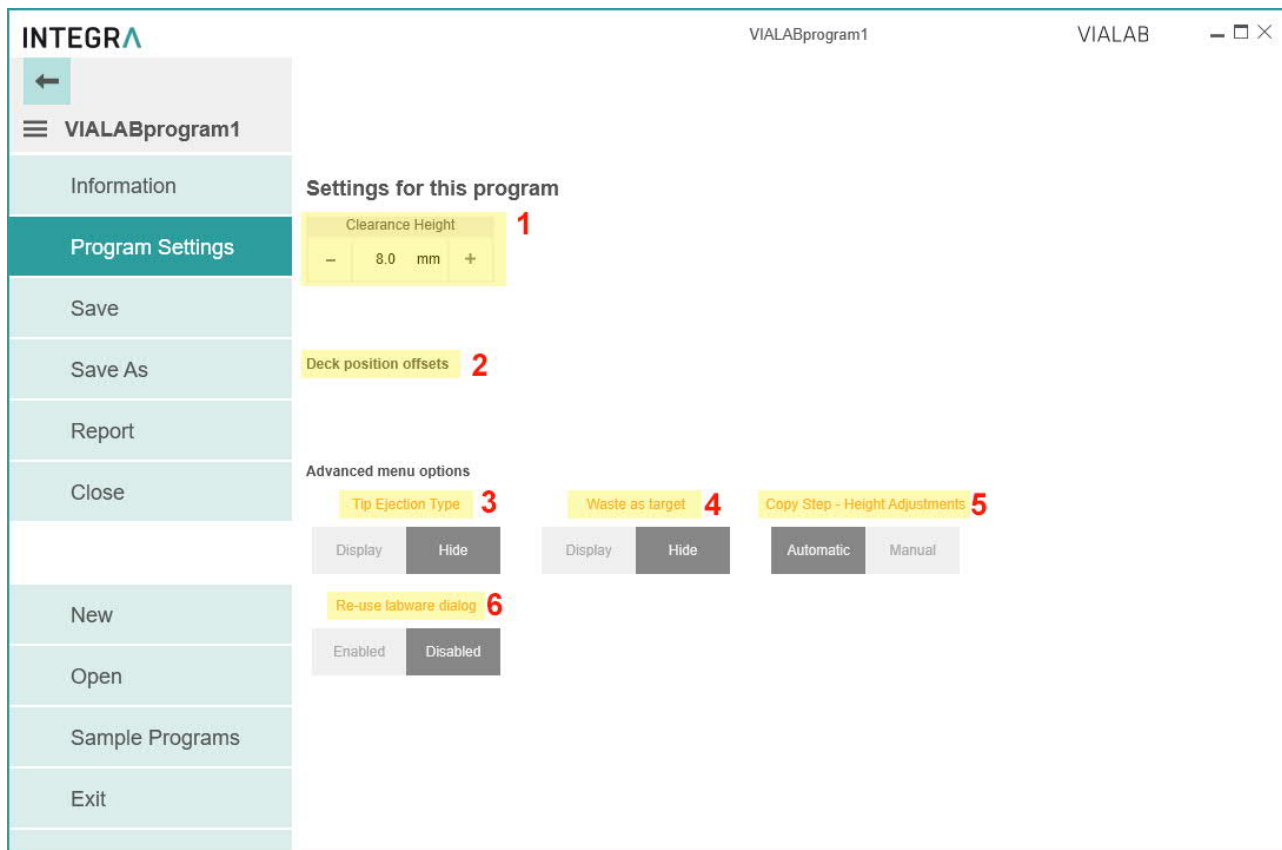 INTEGRA
VIALABprogram1
VIALAB
VIALABprogram1
Information
Program Settings
Save
Save As
Report
Close
New
Open
Sample Programs
Exit
Settings for this program
Clearance Height
1
− 8.0 mm +
Deck position offsets 2
Advanced menu options
Tip Ejection Type 3
Waste as target 4
Copy Step - Height Adjustments 5
Display Hide
Display Hide
Automatic Manual
Re-use labware dialog 6
Enabled Disabled